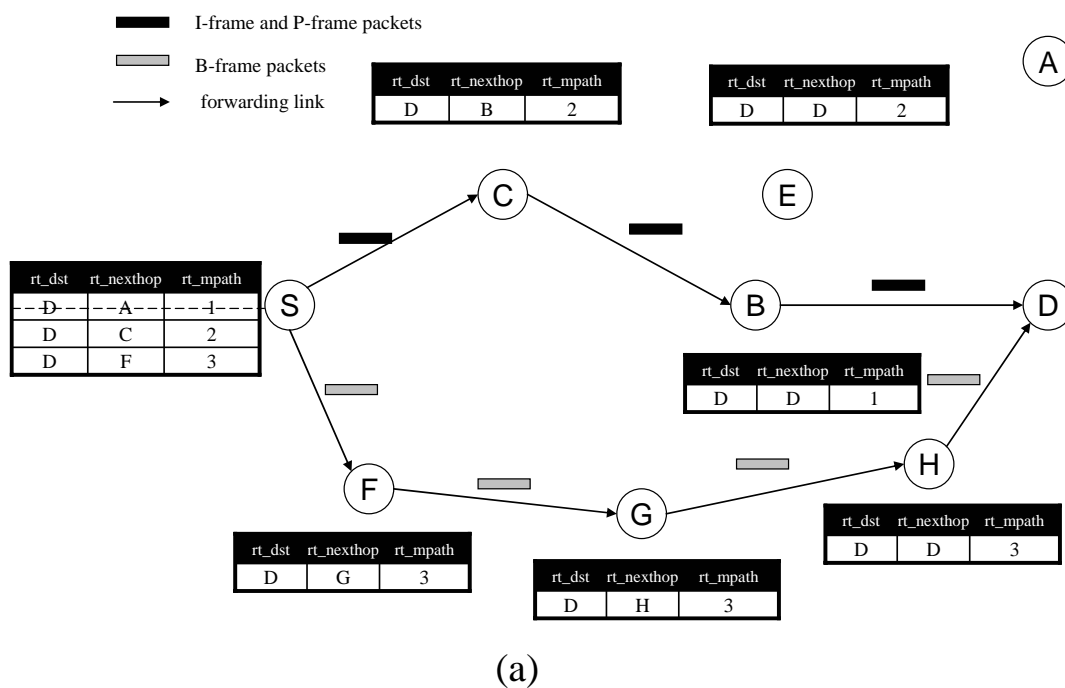 I-frame and P-frame packets
B-frame packets
forwarding link
A
rt_dst rt_nexthop rt_mpath
D B 2
rt_dst rt_nexthop rt_mpath
D D 2
C
E
rt_dst rt_nexthop rt_mpath
D A 1
D C 2
D F 3
S
B
D
rt_dst rt_nexthop rt_mpath
D D 1
F
G
H
rt_dst rt_nexthop rt_mpath
D G 3
rt_dst rt_nexthop rt_mpath
D H 3
rt_dst rt_nexthop rt_mpath
D D 3
(a)